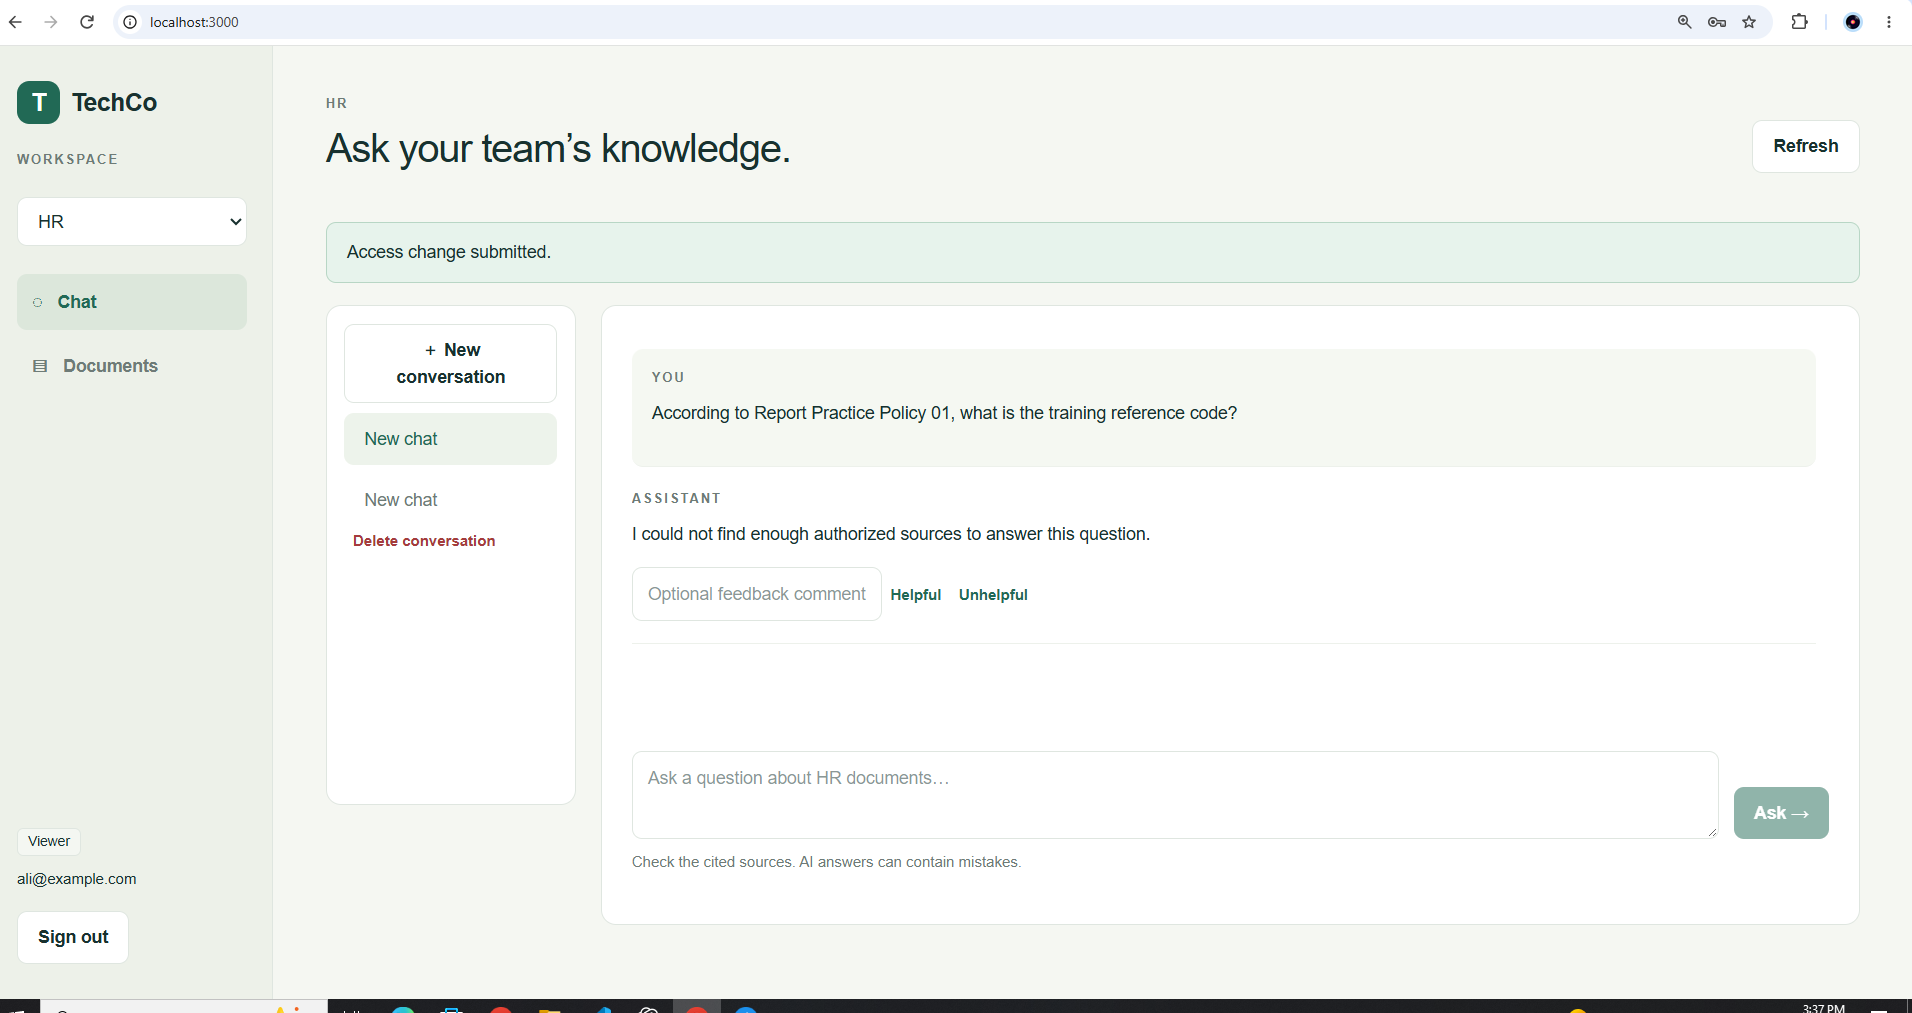 localhost:3000
T TechCo
WORKSPACE
HR
Chat
Documents
Viewer
ali@example.com
Sign out
HR
Ask your team’s knowledge.
Refresh
Access change submitted.
+ New
conversation
New chat
New chat
Delete conversation
YOU
According to Report Practice Policy 01, what is the training reference code?
ASSISTANT
I could not find enough authorized sources to answer this question.
Optional feedback comment Helpful Unhelpful
Ask a question about HR documents…
Ask →
Check the cited sources. AI answers can contain mistakes.
3:37 PM